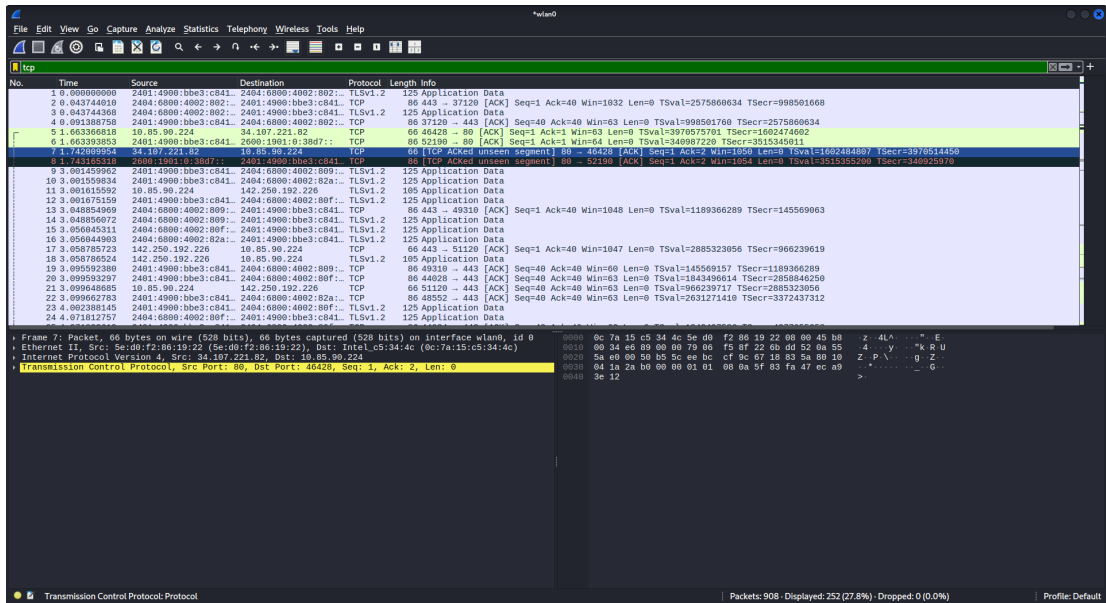 *wlan0
File Edit View Go Capture Analyze Statistics Telephony Wireless Tools Help
tcp
No. Time Source Destination Protocol Length Info
1 0.000000000 2401:4900:bbe3:c841… 2404:6800:4002:802:… TLSv1.2 125 Application Data
2 0.043744010 2404:6800:4002:802:… 2401:4900:bbe3:c841… TCP 86 443 → 37120 [ACK] Seq=1 Ack=40 Win=1032 Len=0 TSval=2575860634 TSecr=998501668
3 0.043744368 2404:6800:4002:802:… 2401:4900:bbe3:c841… TLSv1.2 125 Application Data
4 0.091388758 2401:4900:bbe3:c841… 2404:6800:4002:802:… TCP 86 37120 → 443 [ACK] Seq=40 Ack=40 Win=63 Len=0 TSval=998501760 TSecr=2575860634
5 1.663366818 10.85.90.224 34.107.221.82 TCP 66 46428 → 80 [ACK] Seq=1 Ack=1 Win=63 Len=0 TSval=3970575701 TSecr=1602474602
6 1.663393853 2401:4900:bbe3:c841… 2600:1901:0:38d7:: TCP 86 52190 → 80 [ACK] Seq=1 Ack=1 Win=64 Len=0 TSval=340987220 TSecr=3515345011
7 1.742009954 34.107.221.82 10.85.90.224 TCP 66 [TCP ACKed unseen segment] 80 → 46428 [ACK] Seq=1 Ack=2 Win=1050 Len=0 TSval=1602484807 TSecr=3970514450
8 1.743165318 2600:1901:0:38d7:: 2401:4900:bbe3:c841… TCP 86 [TCP ACKed unseen segment] 80 → 52190 [ACK] Seq=1 Ack=2 Win=1054 Len=0 TSval=3515355200 TSecr=340925970
9 3.001459962 2401:4900:bbe3:c841… 2404:6800:4002:809:… TLSv1.2 125 Application Data
10 3.001559834 2401:4900:bbe3:c841… 2404:6800:4002:82a:… TLSv1.2 125 Application Data
11 3.001615592 10.85.90.224 142.250.192.226 TLSv1.2 105 Application Data
12 3.001675159 2401:4900:bbe3:c841… 2404:6800:4002:80f:… TLSv1.2 125 Application Data
13 3.048854969 2404:6800:4002:809:… 2401:4900:bbe3:c841… TCP 86 443 → 49310 [ACK] Seq=1 Ack=40 Win=1048 Len=0 TSval=1189366289 TSecr=145569063
14 3.048856072 2404:6800:4002:809:… 2401:4900:bbe3:c841… TLSv1.2 125 Application Data
15 3.056045311 2404:6800:4002:80f:… 2401:4900:bbe3:c841… TLSv1.2 125 Application Data
16 3.056044903 2404:6800:4002:82a:… 2401:4900:bbe3:c841… TLSv1.2 125 Application Data
17 3.058785723 142.250.192.226 10.85.90.224 TCP 66 443 → 51120 [ACK] Seq=1 Ack=40 Win=1047 Len=0 TSval=2885323056 TSecr=966239619
18 3.058786524 142.250.192.226 10.85.90.224 TLSv1.2 105 Application Data
19 3.095592380 2401:4900:bbe3:c841… 2404:6800:4002:809:… TCP 86 49310 → 443 [ACK] Seq=40 Ack=40 Win=60 Len=0 TSval=145569157 TSecr=1189366289
20 3.099593297 2401:4900:bbe3:c841… 2404:6800:4002:80f:… TCP 86 44028 → 443 [ACK] Seq=40 Ack=40 Win=63 Len=0 TSval=1843496614 TSecr=2858846250
21 3.099648685 10.85.90.224 142.250.192.226 TCP 66 51120 → 443 [ACK] Seq=40 Ack=40 Win=63 Len=0 TSval=966239717 TSecr=2885323056
22 3.099662783 2401:4900:bbe3:c841… 2404:6800:4002:82a:… TCP 86 48552 → 443 [ACK] Seq=40 Ack=40 Win=63 Len=0 TSval=2631271410 TSecr=3372437312
23 4.002388145 2401:4900:bbe3:c841… 2404:6800:4002:80f:… TLSv1.2 125 Application Data
24 4.071812757 2404:6800:4002:80f:… 2401:4900:bbe3:c841… TLSv1.2 125 Application Data
Frame 7: Packet, 66 bytes on wire (528 bits), 66 bytes captured (528 bits) on interface wlan0, id 0
Ethernet II, Src: 5e:d0:f2:86:19:22 (5e:d0:f2:86:19:22), Dst: Intel_c5:34:4c (0c:7a:15:c5:34:4c)
Internet Protocol Version 4, Src: 34.107.221.82, Dst: 10.85.90.224
Transmission Control Protocol, Src Port: 80, Dst Port: 46428, Seq: 1, Ack: 2, Len: 0
0000 0c 7a 15 c5 34 4c 5e d0 f2 86 19 22 08 00 45 b8 ·z··4L^· ···"··E·
0010 00 34 e6 89 00 00 79 06 f5 8f 22 6b dd 52 0a 55 ·4····y· ··"k·R·U
0020 5a e0 00 50 b5 5c ee bc cf 9c 67 18 83 5a 80 10 Z··P·\·· ··g··Z··
0030 04 1a 2a b0 00 00 01 01 08 0a 5f 83 fa 47 ec a9 ··*····· ··_··G··
0040 3e 12 >·
Transmission Control Protocol: Protocol
Packets: 908 · Displayed: 252 (27.8%) · Dropped: 0 (0.0%)
Profile: Default